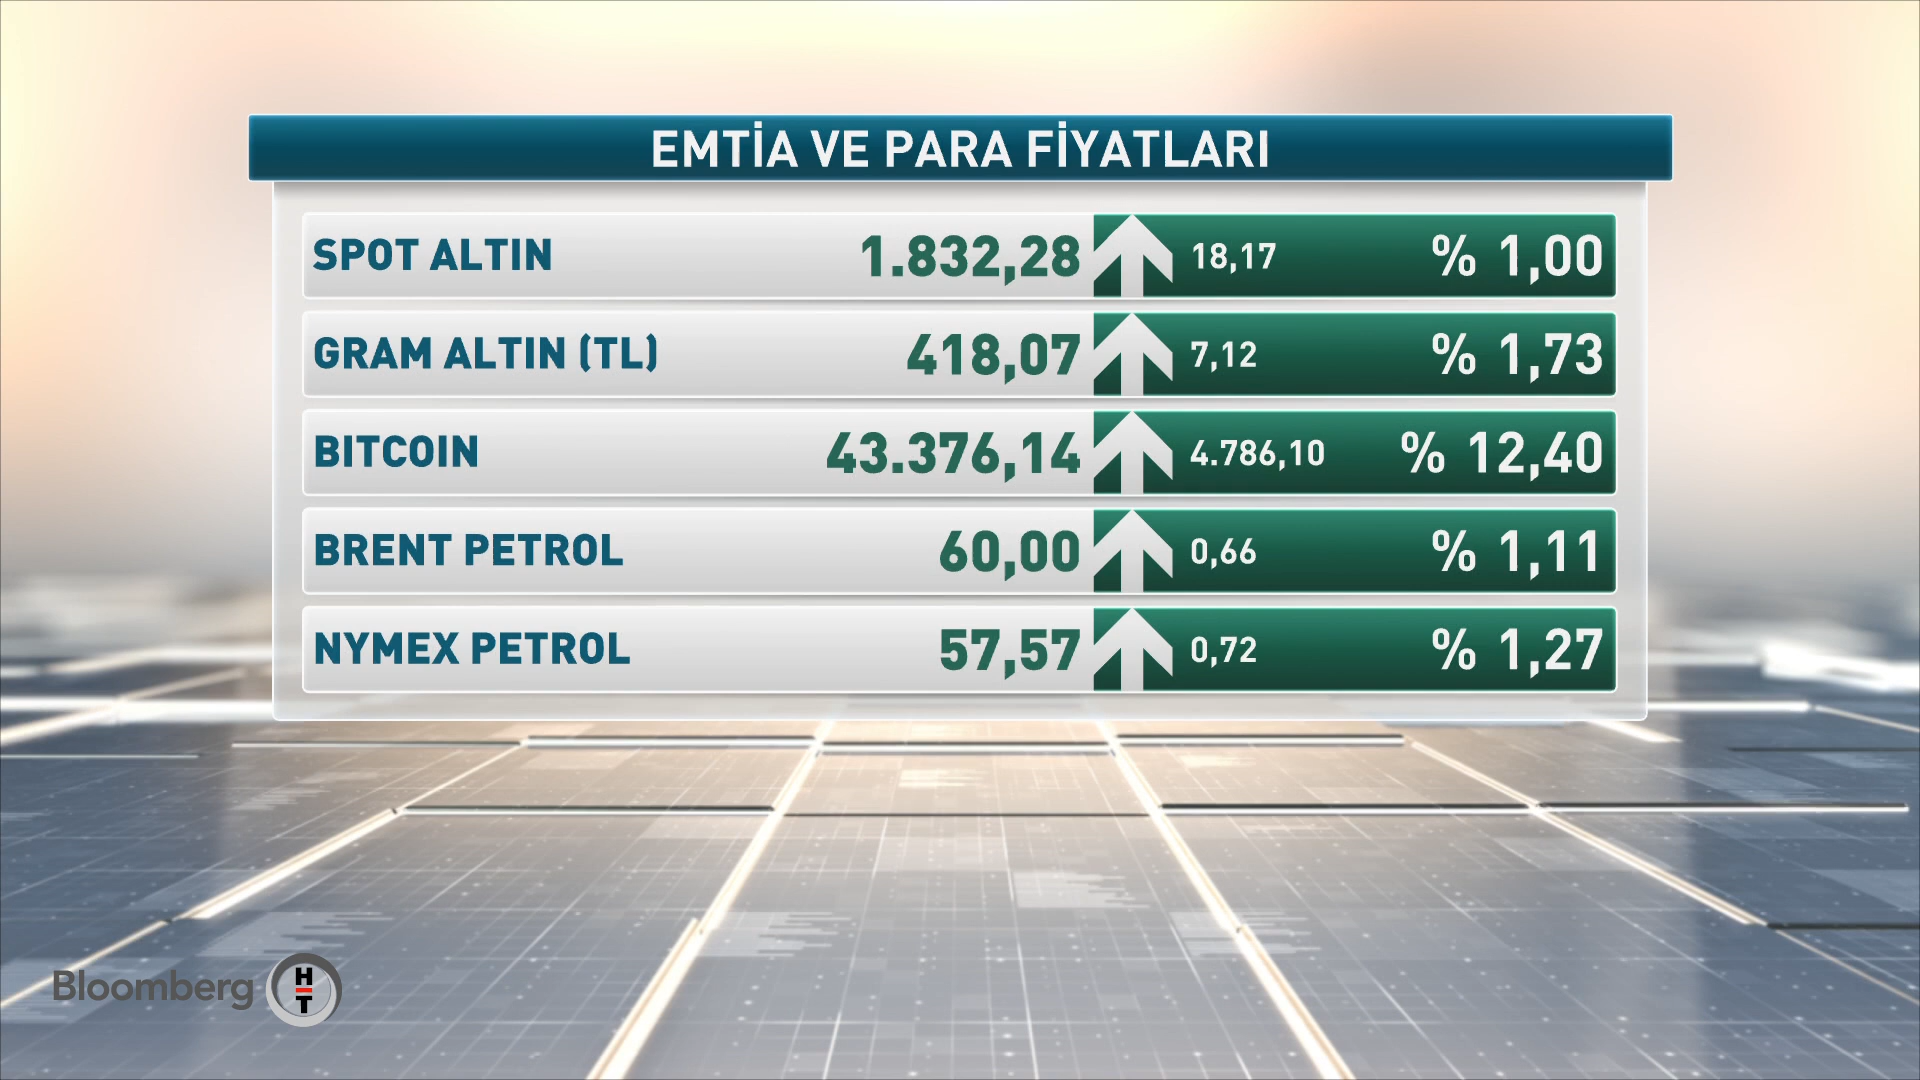 EMTİA VE PARA FİYATLARI
SPOT ALTIN 1.832,28 18,17 % 1,00
GRAM ALTIN (TL) 418,07 7,12 % 1,73
BITCOIN 43.376,14 4.786,10 % 12,40
BRENT PETROL 60,00 0,66 % 1,11
NYMEX PETROL 57,57 0,72 % 1,27
Bloomberg HT